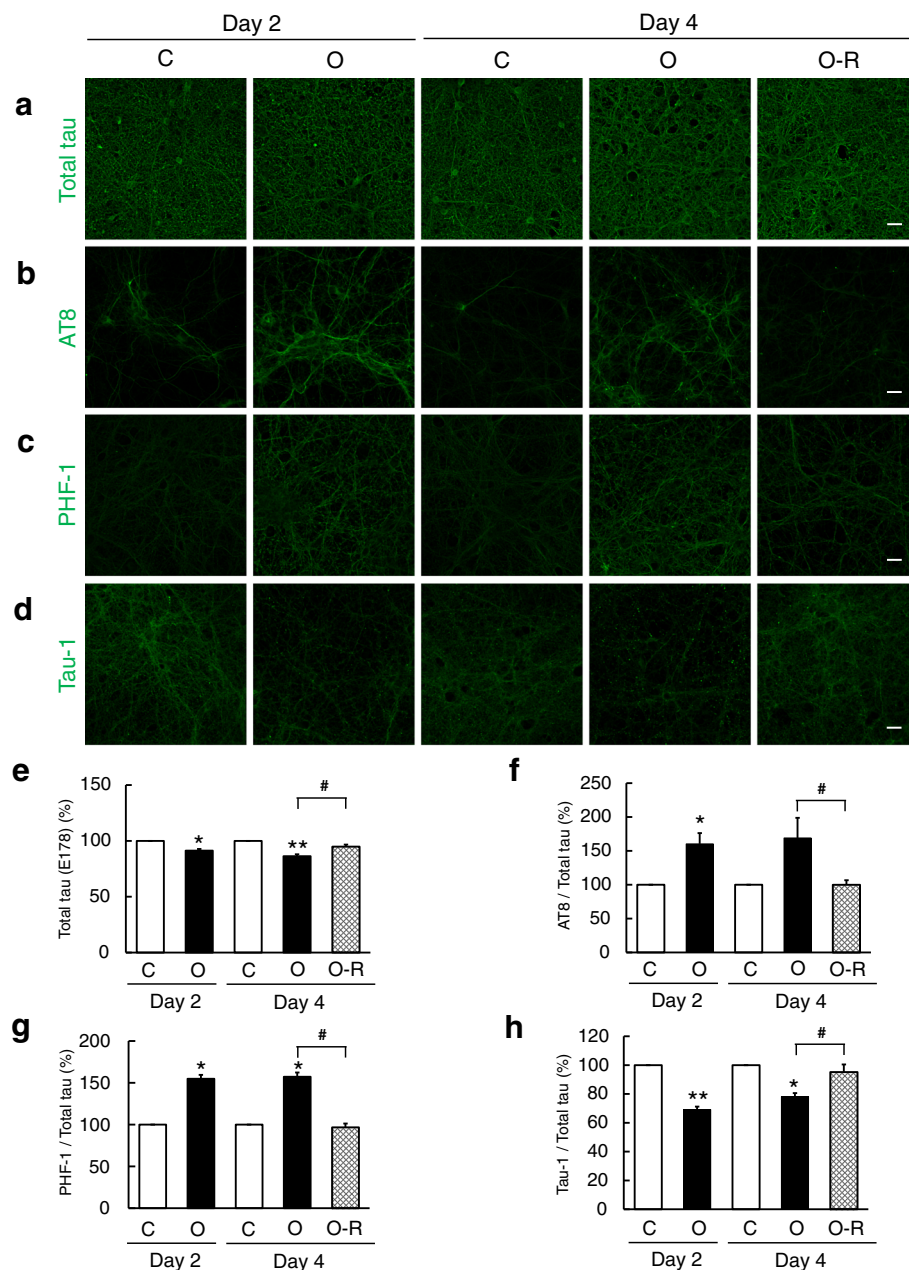 Day 2 Day 4
C O C O O-R
a Total tau
b AT8
c PHF-1
d Tau-1
e
Total tau (E178) (%)
150
100
50
0
* ** #
C O C O O-R
Day 2 Day 4
f
AT8 / Total tau (%)
250
200
150
100
50
0
* #
C O C O O-R
Day 2 Day 4
g
PHF-1 / Total tau (%)
200
150
100
50
0
* * #
C O C O O-R
Day 2 Day 4
h
Tau-1 / Total tau (%)
120
100
80
60
40
20
0
** * #
C O C O O-R
Day 2 Day 4